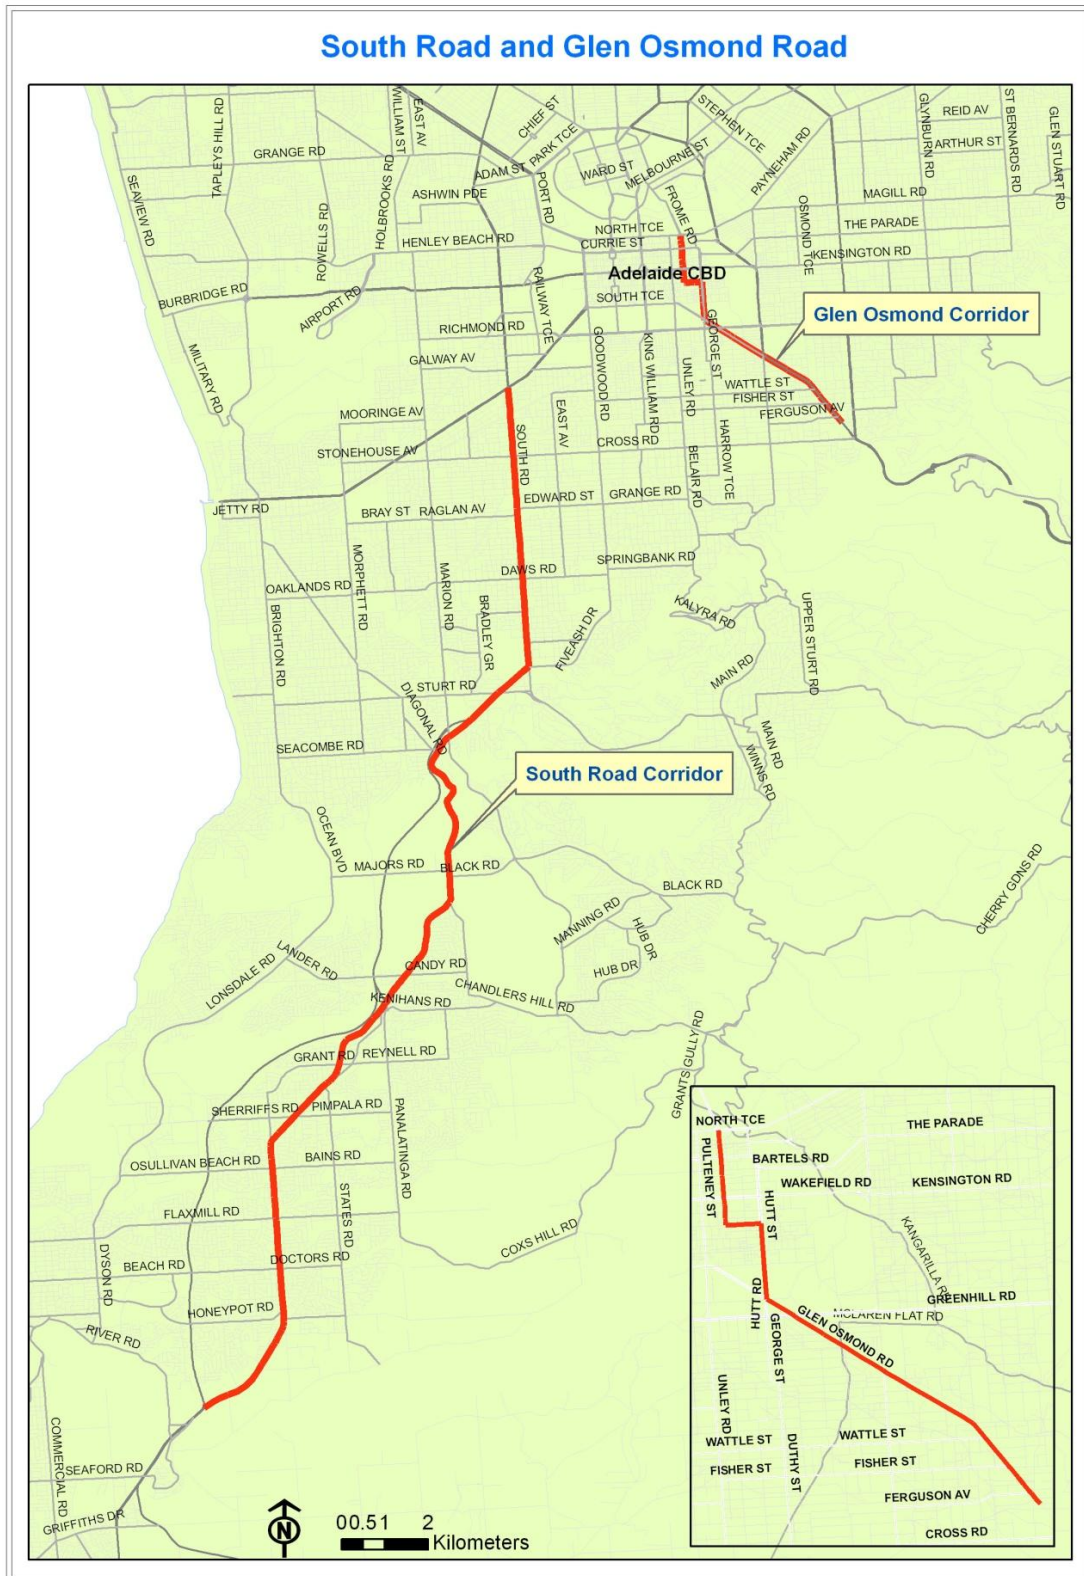 South Road and Glen Osmond Road
TAPLEYS HILL RD
WILLIAM ST
EAST AV
CHIEF ST
PARK TCE
STEPHEN TCE
GLYNBURN RD
REID AV
ST BERNARDS RD
GLEN STUART RD
ARTHUR ST
GRANGE RD
ADAM ST
WARD ST
MELBOURNE ST
PAYNEHAM RD
SEAVIEW RD
HOLBROOKS RD
ASHWIN PDE
PORT RD
FROME RD
MAGILL RD
ROWELLS RD
HENLEY BEACH RD
NORTH TCE
CURRIE ST
OSMOND TCE
THE PARADE
KENSINGTON RD
Adelaide CBD
BURBRIDGE RD
AIRPORT RD
RAILWAY TCE
SOUTH TCE
Glen Osmond Corridor
RICHMOND RD
GOODWOOD RD
KING WILLIAM RD
UNLEY RD
GEORGE ST
MILITARY RD
GALWAY AV
WATTLE ST
FISHER ST
FERGUSON AV
MOORINGE AV
EAST AV
SOUTH RD
CROSS RD
HARROW TCE
STONEHOUSE AV
BELAIR RD
JETTY RD
BRAY ST
RAGLAN AV
EDWARD ST
GRANGE RD
MORPHETT RD
SPRINGBANK RD
DAWS RD
OAKLANDS RD
MARION RD
BRADLEY GR
FIVEASH DR
KALYRA RD
UPPER STURT RD
BRIGHTON RD
MAIN RD
STURT RD
DIAGONAL RD
SEACOMBE RD
MAIN RD
WINNS RD
South Road Corridor
OCEAN BVD
MAJORS RD
BLACK RD
BLACK RD
CHERRY GDNS RD
MANNING RD
HUB DR
HUB DR
LANDER RD
LONSDALE RD
CANDY RD
CHANDLERS HILL RD
KENIHANS RD
GRANTS GULLY RD
GRANT RD
REYNELL RD
SHERRIFFS RD
PIMPALA RD
PANALATINGA RD
OSULLIVAN BEACH RD
BAINS RD
FLAXMILL RD
STATES RD
COXS HILL RD
DYSON RD
BEACH RD
DOCTORS RD
HONEYPOT RD
RIVER RD
COMMERCIAL RD
SEAFORD RD
GRIFFITHS DR
N
00.51 2
Kilometers
NORTH TCE
THE PARADE
PULTENEY ST
BARTELS RD
WAKEFIELD RD
KENSINGTON RD
HUTT ST
KANGARILLA RD
HUTT RD
GREENHILL RD
MCLAREN FLAT RD
GLEN OSMOND RD
GEORGE ST
UNLEY RD
DUTHY ST
WATTLE ST
WATTLE ST
FISHER ST
FISHER ST
FERGUSON AV
CROSS RD